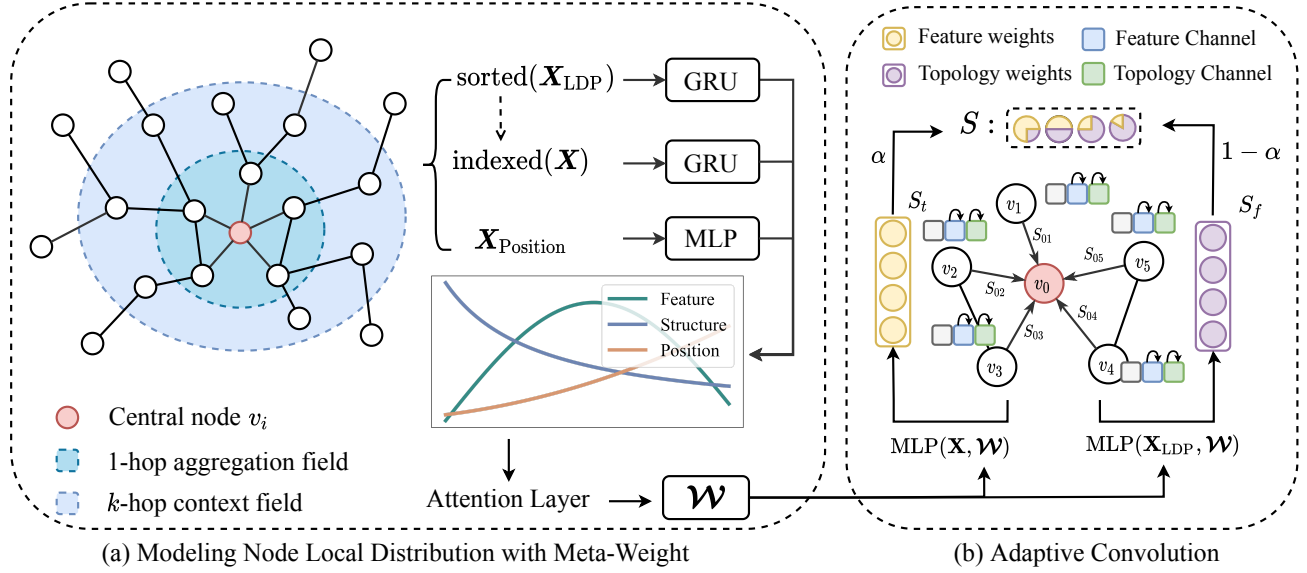 sorted(X_LDP)
GRU
indexed(X)
GRU
X_Position
MLP
Feature
Structure
Position
Central node v_i
1-hop aggregation field
k-hop context field
Attention Layer
𝓦
(a) Modeling Node Local Distribution with Meta-Weight
Feature weights
Feature Channel
Topology weights
Topology Channel
S :
α
1 − α
S_t
S_f
v_1
S_01
v_2
S_02
v_0
S_05
v_5
S_03
S_04
v_3
v_4
MLP(X, 𝓦)
MLP(X_LDP, 𝓦)
(b) Adaptive Convolution